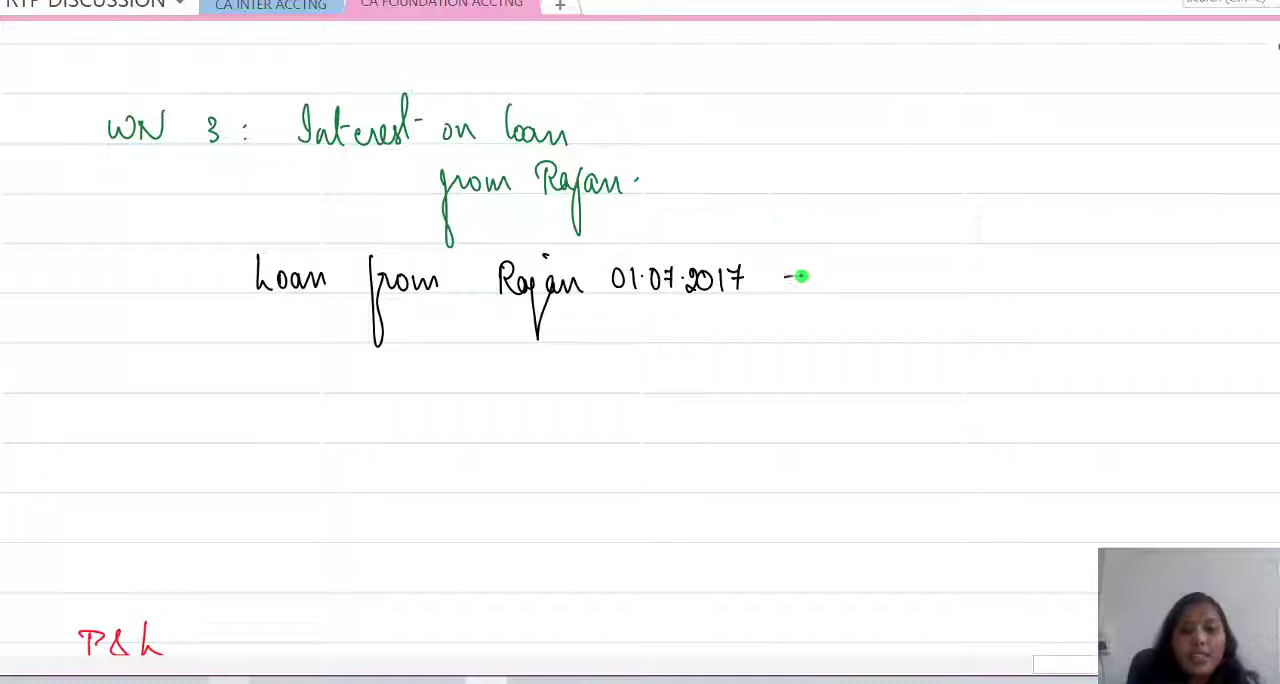 RTP DISCUSSION CA INTER ACCTNG CA FOUNDATION ACCTNG +
WN 3 : Interest on loan
from Rajan.
Loan from Rajan 01.07.2017 -
P & L